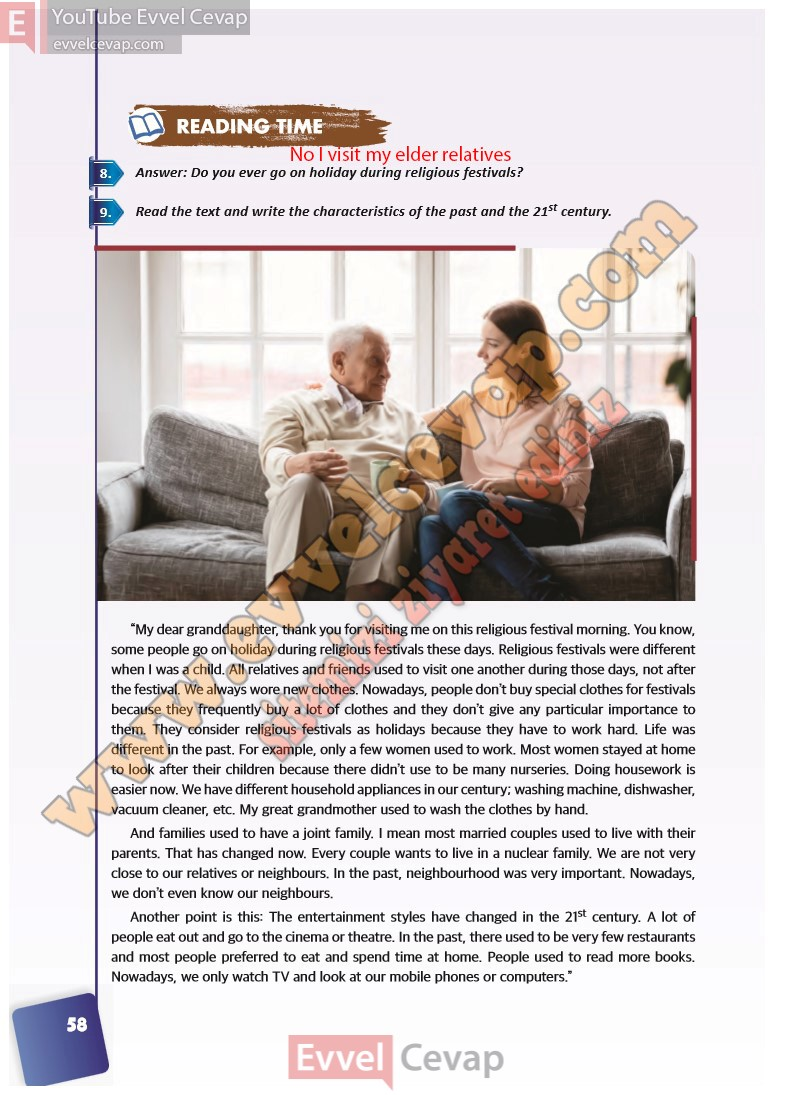 E
YouTube Evvel Cevap
evvelcevap.com
READING TIME
No I visit my elder relatives
8. Answer: Do you ever go on holiday during religious festivals?
9. Read the text and write the characteristics of the past and the 21st century.
www.evvelcevap.com
sitemizi ziyaret ediniz
“My dear granddaughter, thank you for visiting me on this religious festival morning. You know,
some people go on holiday during religious festivals these days. Religious festivals were different
when I was a child. All relatives and friends used to visit one another during those days, not after
the festival. We always wore new clothes. Nowadays, people don’t buy special clothes for festivals
because they frequently buy a lot of clothes and they don’t give any particular importance to
them. They consider religious festivals as holidays because they have to work hard. Life was
different in the past. For example, only a few women used to work. Most women stayed at home
to look after their children because there didn’t use to be many nurseries. Doing housework is
easier now. We have different household appliances in our century; washing machine, dishwasher,
vacuum cleaner, etc. My great grandmother used to wash the clothes by hand.
And families used to have a joint family. I mean most married couples used to live with their
parents. That has changed now. Every couple wants to live in a nuclear family. We are not very
close to our relatives or neighbours. In the past, neighbourhood was very important. Nowadays,
we don’t even know our neighbours.
Another point is this: The entertainment styles have changed in the 21st century. A lot of
people eat out and go to the cinema or theatre. In the past, there used to be very few restaurants
and most people preferred to eat and spend time at home. People used to read more books.
Nowadays, we only watch TV and look at our mobile phones or computers.”
58
Evvel Cevap